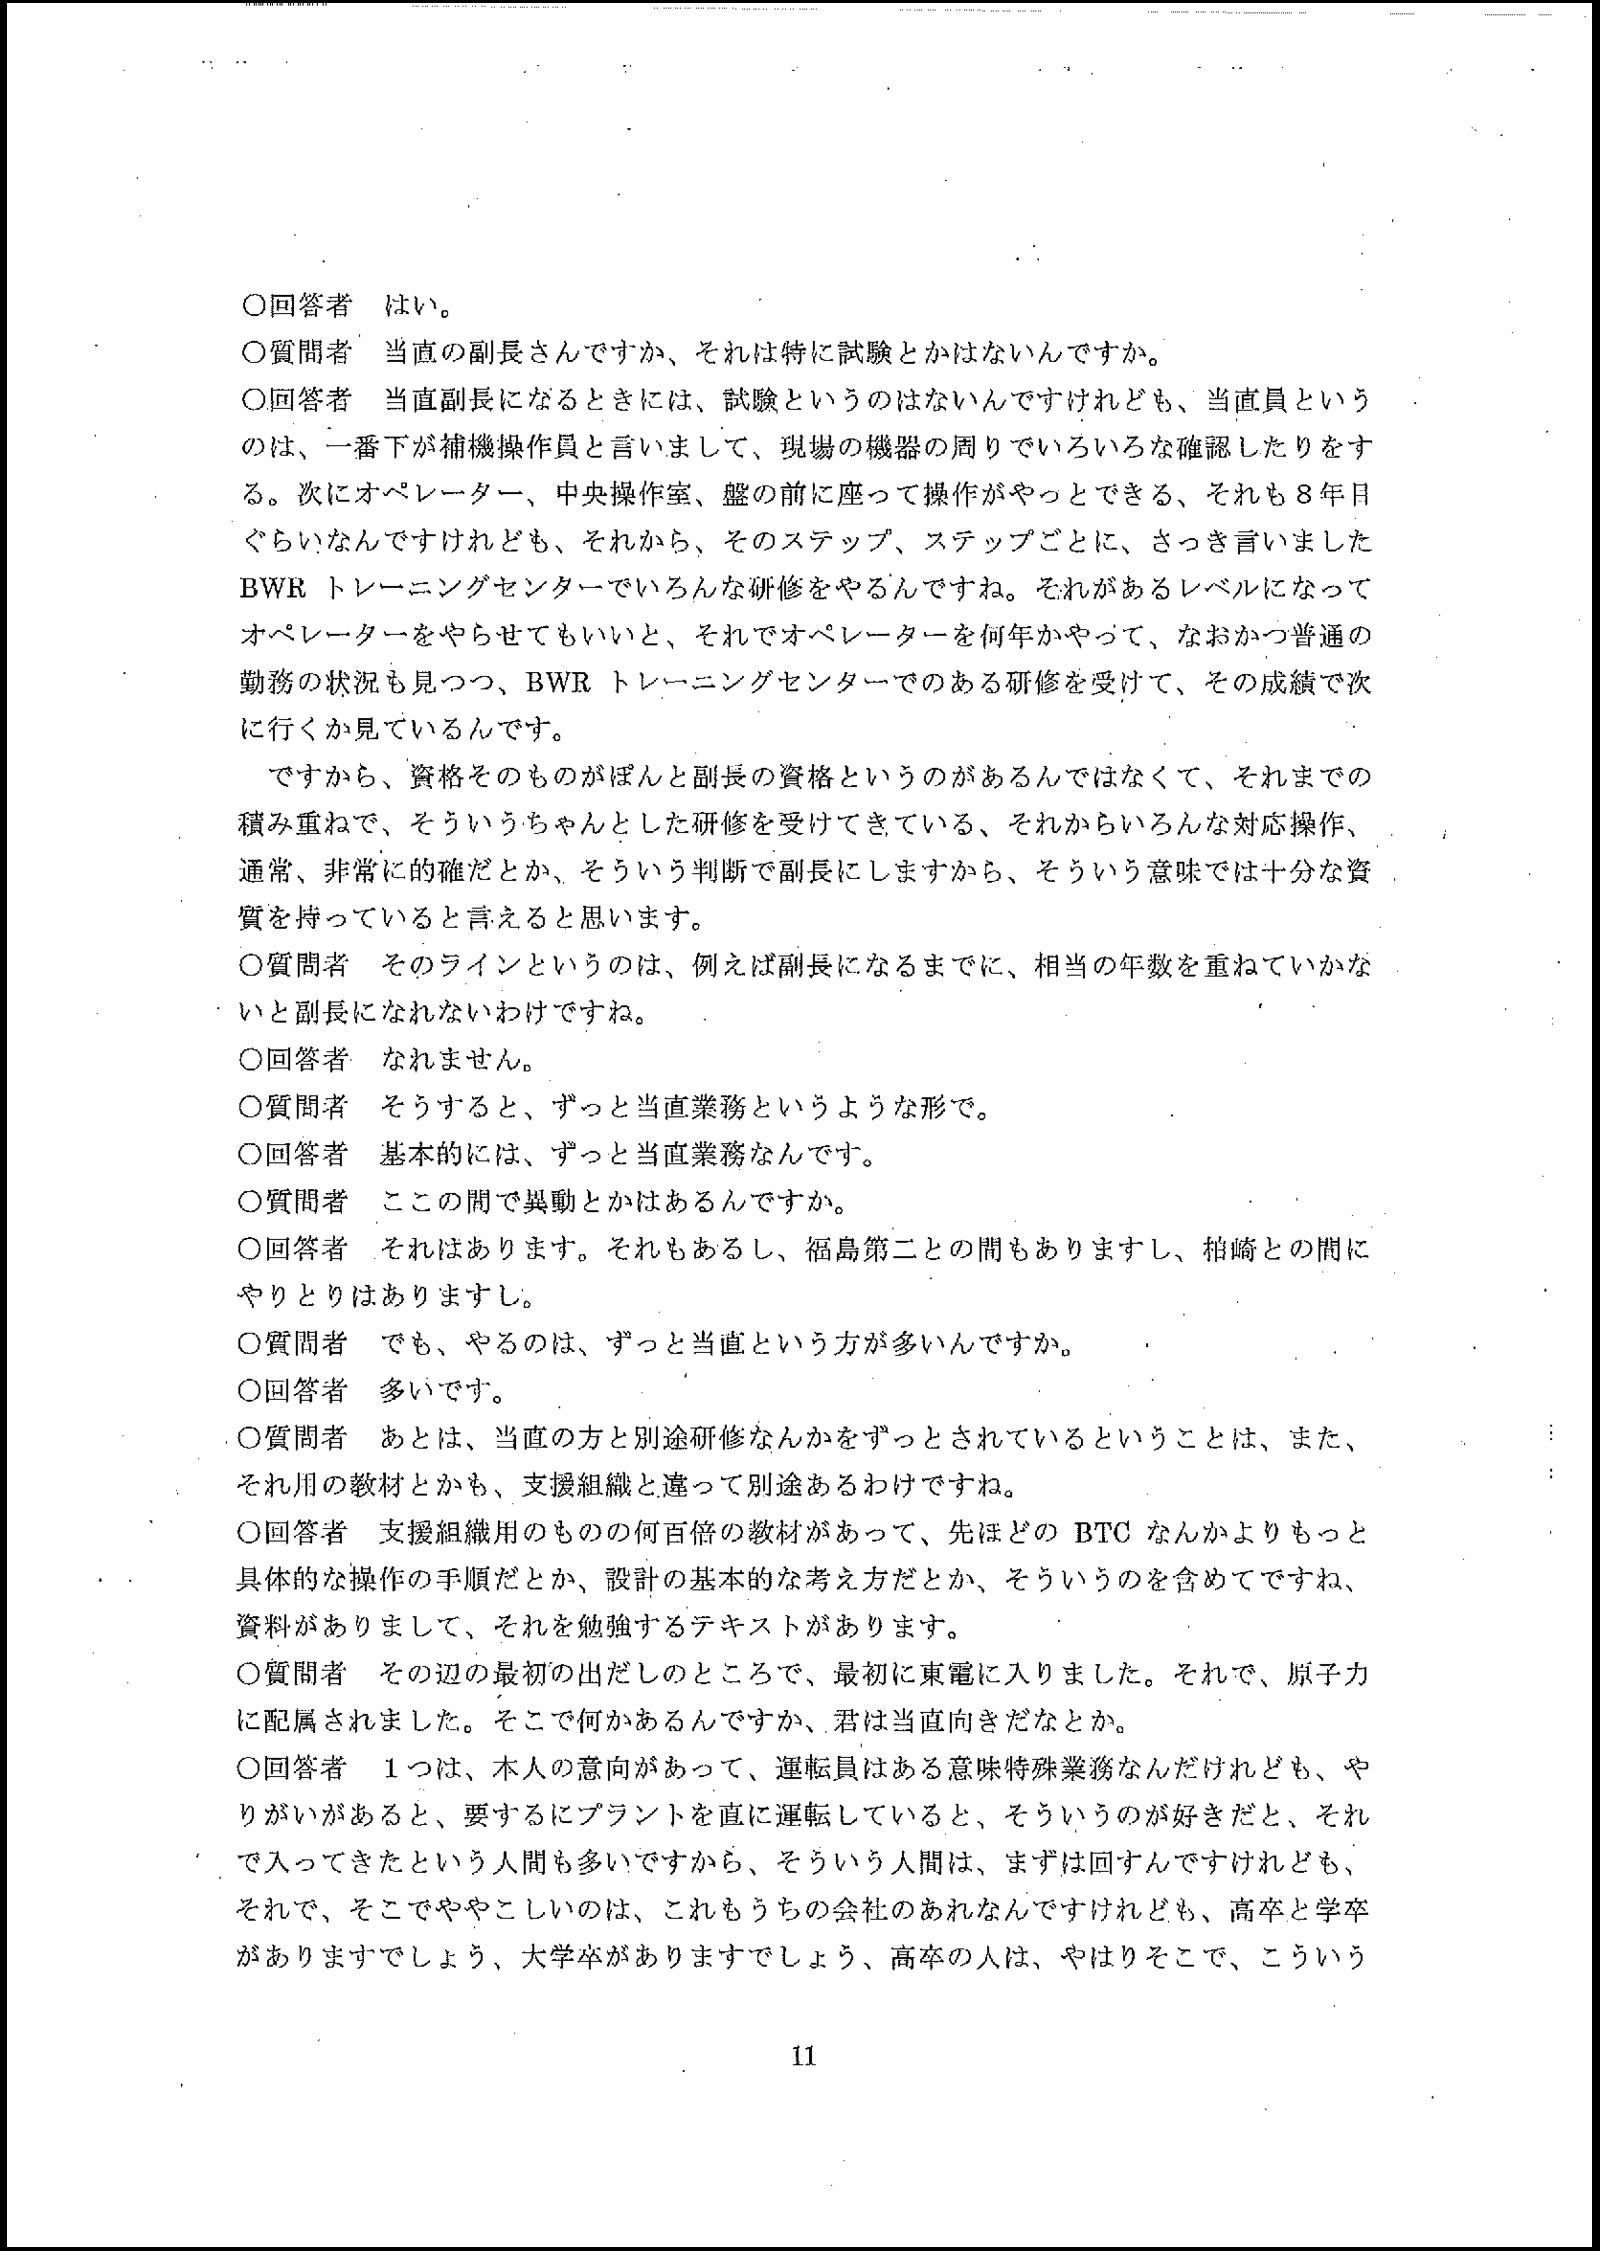 ○回答者　はい。
○質問者　当直の副長さんですか、それは特に試験とかはないんですか。
○回答者　当直副長になるときには、試験というのはないんですけれども、当直員という
のは、一番下が補機操作員と言いまして、現場の機器の周りでいろいろな確認したりをす
る。次にオペレーター、中央操作室、盤の前に座って操作がやっとできる、それも８年目
ぐらいなんですけれども、それから、そのステップ、ステップごとに、さっき言いました
BWR トレーニングセンターでいろんな研修をやるんですね。それがあるレベルになって
オペレーターをやらせてもいいと、それでオペレーターを何年かやって、なおかつ普通の
勤務の状況も見つつ、BWR トレーニングセンターでのある研修を受けて、その成績で次
に行くか見ているんです。
　ですから、資格そのものがぽんと副長の資格というのがあるんではなくて、それまでの
積み重ねで、そういうちゃんとした研修を受けてきている、それからいろんな対応操作、
通常、非常に的確だとか、そういう判断で副長にしますから、そういう意味では十分な資
質を持っていると言えると思います。
○質問者　そのラインというのは、例えば副長になるまでに、相当の年数を重ねていかな
いと副長になれないわけですね。
○回答者　なれません。
○質問者　そうすると、ずっと当直業務というような形で。
○回答者　基本的には、ずっと当直業務なんです。
○質問者　ここの間で異動とかはあるんですか。
○回答者　それはあります。それもあるし、福島第二との間もありますし、柏崎との間に
やりとりはありますし。
○質問者　でも、やるのは、ずっと当直という方が多いんですか。
○回答者　多いです。
○質問者　あとは、当直の方と別途研修なんかをずっとされているということは、また、
それ用の教材とかも、支援組織と違って別途あるわけですね。
○回答者　支援組織用のものの何百倍の教材があって、先ほどの BTC なんかよりもっと
具体的な操作の手順だとか、設計の基本的な考え方だとか、そういうのを含めてですね、
資料がありまして、それを勉強するテキストがあります。
○質問者　その辺の最初の出だしのところで、最初に東電に入りました。それで、原子力
に配属されました。そこで何かあるんですか、君は当直向きだなとか。
○回答者　１つは、本人の意向があって、運転員はある意味特殊業務なんだけれども、や
りがいがあると、要するにプラントを直に運転していると、そういうのが好きだと、それ
で入ってきたという人間も多いですから、そういう人間は、まずは回すんですけれども、
それで、そこでややこしいのは、これもうちの会社のあれなんですけれども、高卒と学卒
がありますでしょう、大学卒がありますでしょう、高卒の人は、やはりそこで、こういう
11